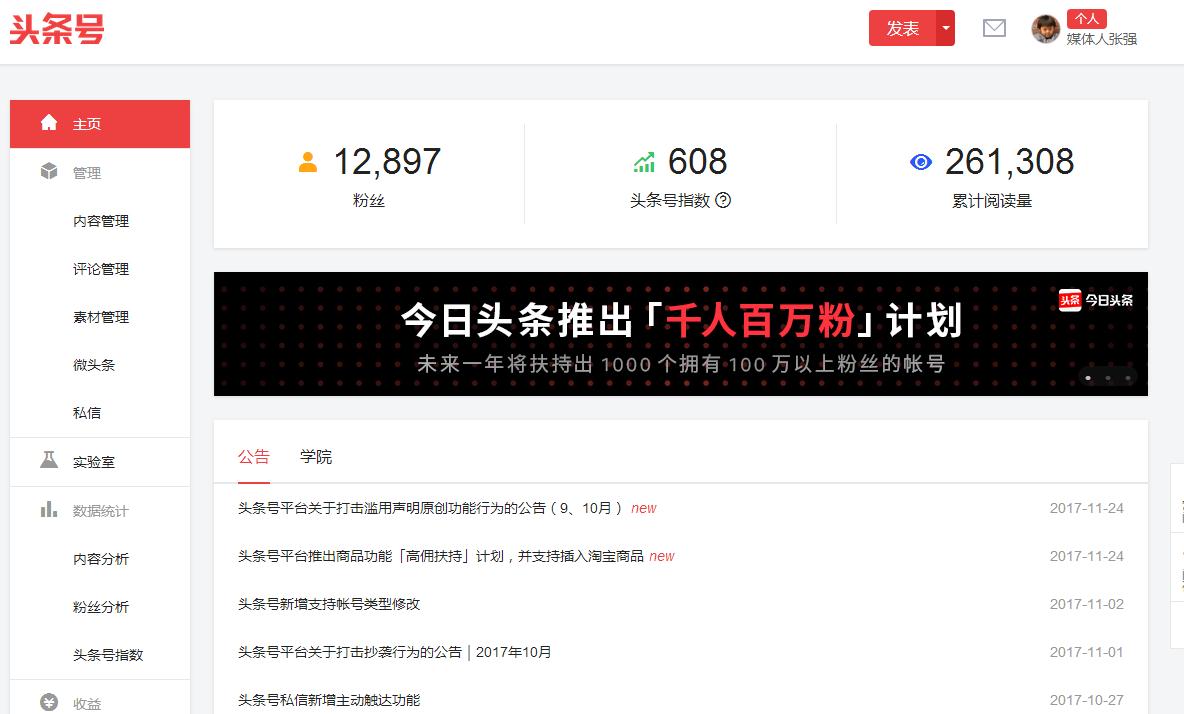 头条号
发表
个人
媒体人张强
主页
管理
内容管理
评论管理
素材管理
微头条
私信
实验室
数据统计
内容分析
粉丝分析
头条号指数
收益
12,897
粉丝
608
头条号指数
261,308
累计阅读量
头条 今日头条
今日头条推出「千人百万粉」计划
未来一年将扶持出 1000 个拥有 100 万以上粉丝的帐号
公告 学院
头条号平台关于打击滥用声明原创功能行为的公告（9、10月） new 2017-11-24
头条号平台推出商品功能「高佣扶持」计划，并支持插入淘宝商品 new 2017-11-24
头条号新增支持帐号类型修改 2017-11-02
头条号平台关于打击抄袭行为的公告｜2017年10月 2017-11-01
头条号私信新增主动触达功能 2017-10-27